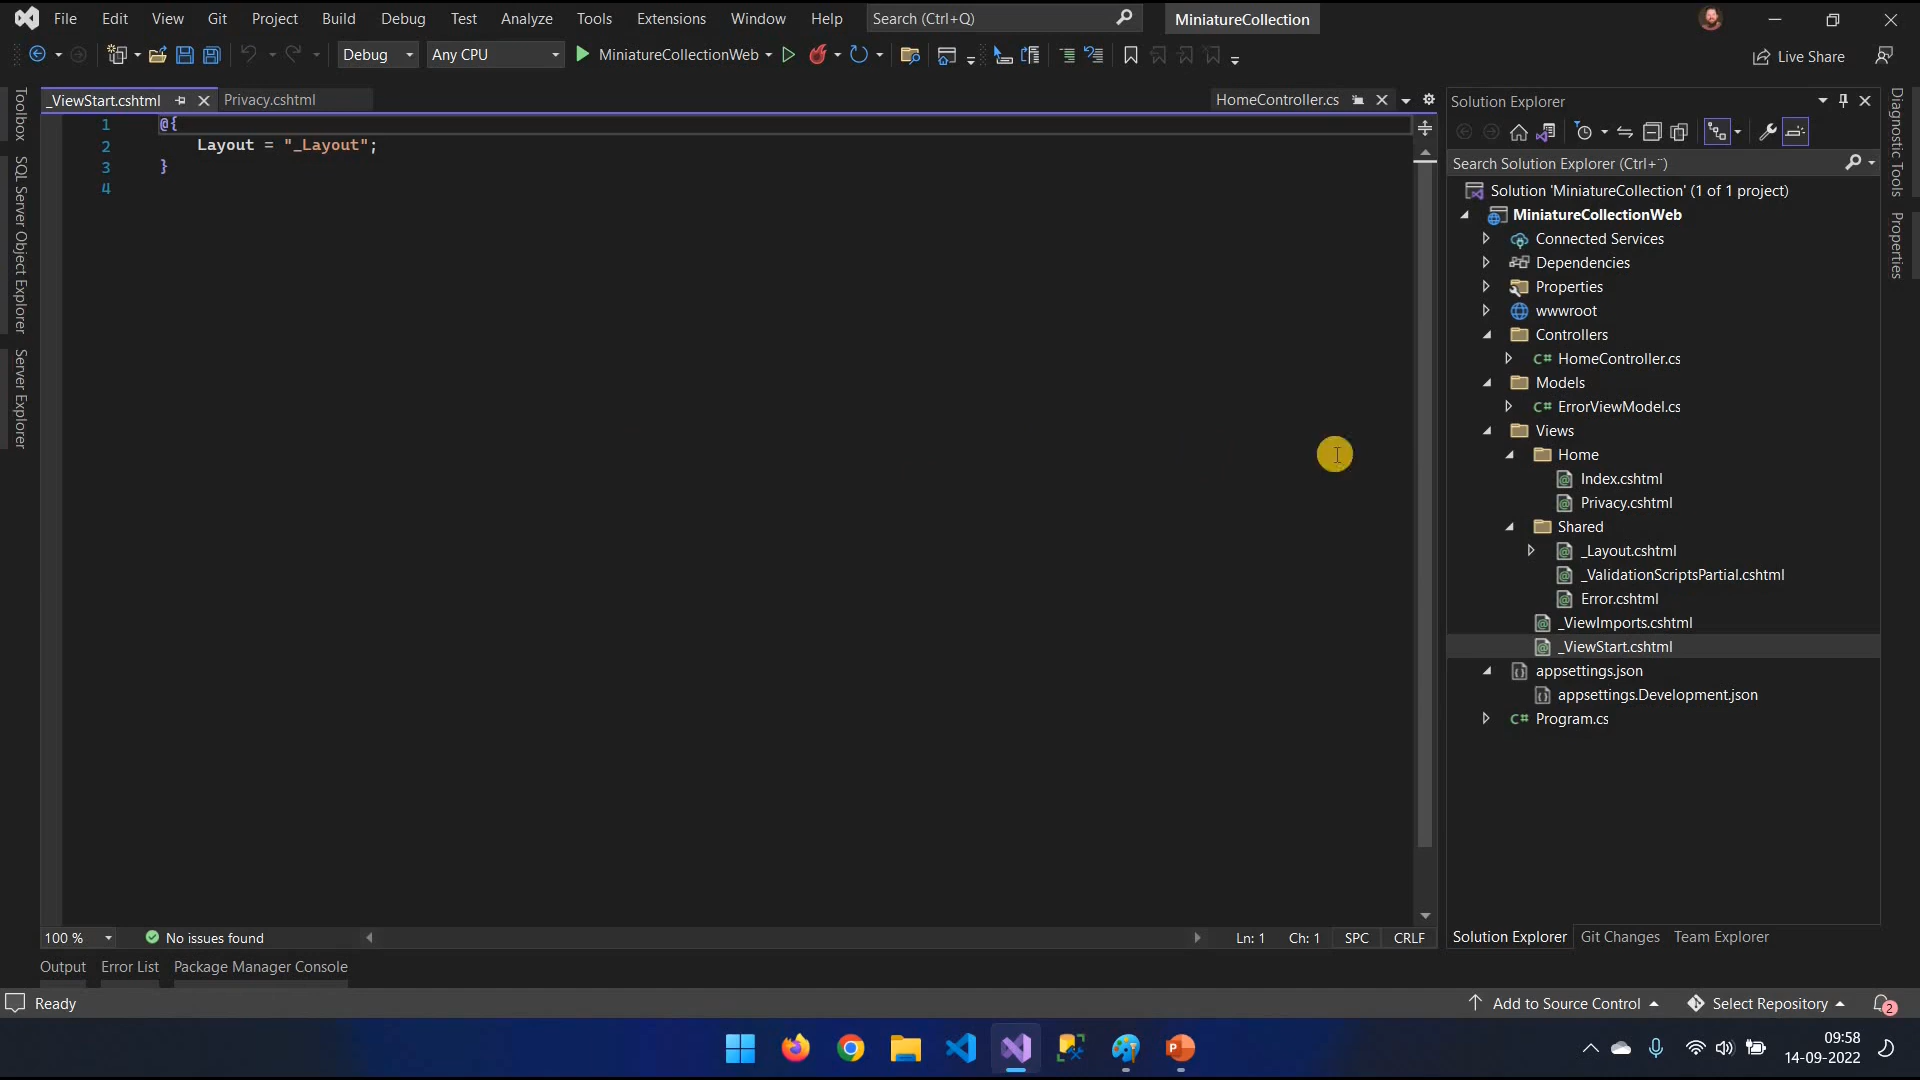 File Edit View Git Project Build Debug Test Analyze Tools Extensions Window Help Search (Ctrl+Q) MiniatureCollection
Debug Any CPU MiniatureCollectionWeb Live Share
_ViewStart.cshtml Privacy.cshtml HomeController.cs
1 @{
2 Layout = "_Layout";
3 }
4
Toolbox
SQL Server Object Explorer
Server Explorer
Solution Explorer
Search Solution Explorer (Ctrl+¨)
Solution 'MiniatureCollection' (1 of 1 project)
MiniatureCollectionWeb
Connected Services
Dependencies
Properties
wwwroot
Controllers
C# HomeController.cs
Models
C# ErrorViewModel.cs
Views
Home
Index.cshtml
Privacy.cshtml
Shared
_Layout.cshtml
_ValidationScriptsPartial.cshtml
Error.cshtml
_ViewImports.cshtml
_ViewStart.cshtml
appsettings.json
appsettings.Development.json
C# Program.cs
Diagnostic Tools
Properties
100 % No issues found Ln: 1 Ch: 1 SPC CRLF
Solution Explorer Git Changes Team Explorer
Output Error List Package Manager Console
Ready Add to Source Control Select Repository 2
09:58
14-09-2022